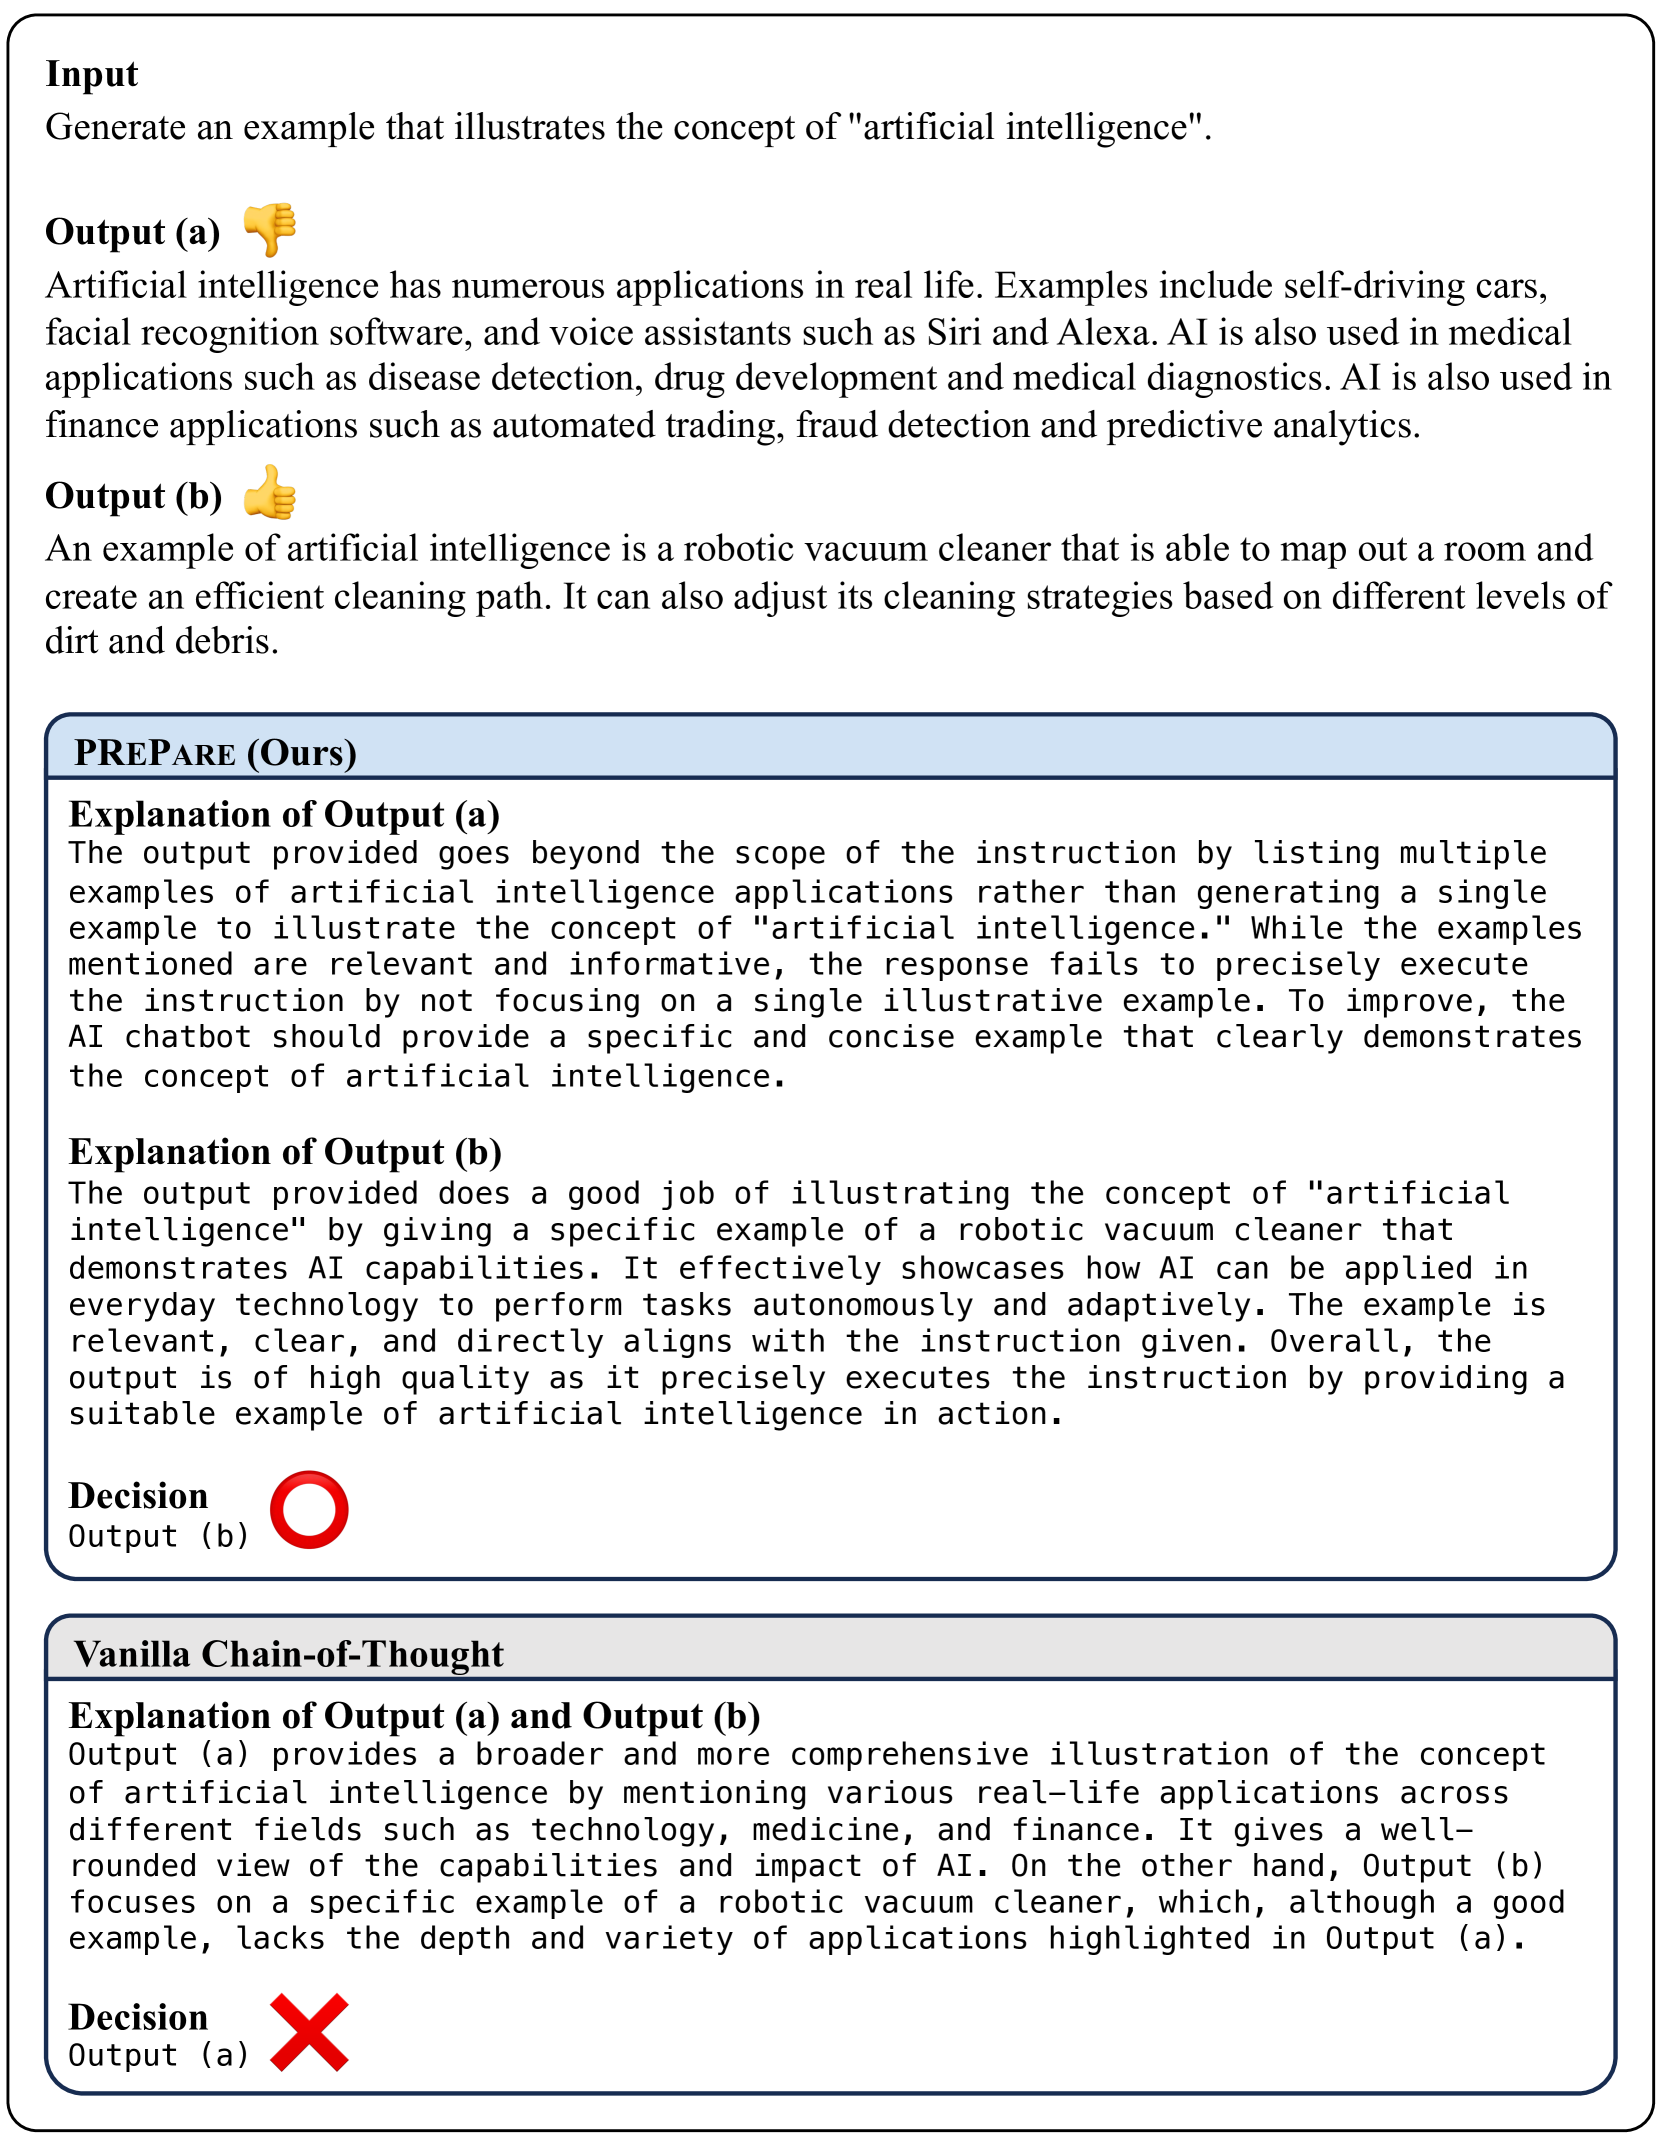 Input
Generate an example that illustrates the concept of "artificial intelligence".
Output (a)
Artificial intelligence has numerous applications in real life. Examples include self-driving cars,
facial recognition software, and voice assistants such as Siri and Alexa. AI is also used in medical
applications such as disease detection, drug development and medical diagnostics. AI is also used in
finance applications such as automated trading, fraud detection and predictive analytics.
Output (b)
An example of artificial intelligence is a robotic vacuum cleaner that is able to map out a room and
create an efficient cleaning path. It can also adjust its cleaning strategies based on different levels of
dirt and debris.
PREPARE (Ours)
Explanation of Output (a)
The output provided goes beyond the scope of the instruction by listing multiple
examples of artificial intelligence applications rather than generating a single
example to illustrate the concept of "artificial intelligence." While the examples
mentioned are relevant and informative, the response fails to precisely execute
the instruction by not focusing on a single illustrative example. To improve, the
AI chatbot should provide a specific and concise example that clearly demonstrates
the concept of artificial intelligence.
Explanation of Output (b)
The output provided does a good job of illustrating the concept of "artificial
intelligence" by giving a specific example of a robotic vacuum cleaner that
demonstrates AI capabilities. It effectively showcases how AI can be applied in
everyday technology to perform tasks autonomously and adaptively. The example is
relevant, clear, and directly aligns with the instruction given. Overall, the
output is of high quality as it precisely executes the instruction by providing a
suitable example of artificial intelligence in action.
Decision
Output (b)
Vanilla Chain-of-Thought
Explanation of Output (a) and Output (b)
Output (a) provides a broader and more comprehensive illustration of the concept
of artificial intelligence by mentioning various real-life applications across
different fields such as technology, medicine, and finance. It gives a well-
rounded view of the capabilities and impact of AI. On the other hand, Output (b)
focuses on a specific example of a robotic vacuum cleaner, which, although a good
example, lacks the depth and variety of applications highlighted in Output (a).
Decision
Output (a)